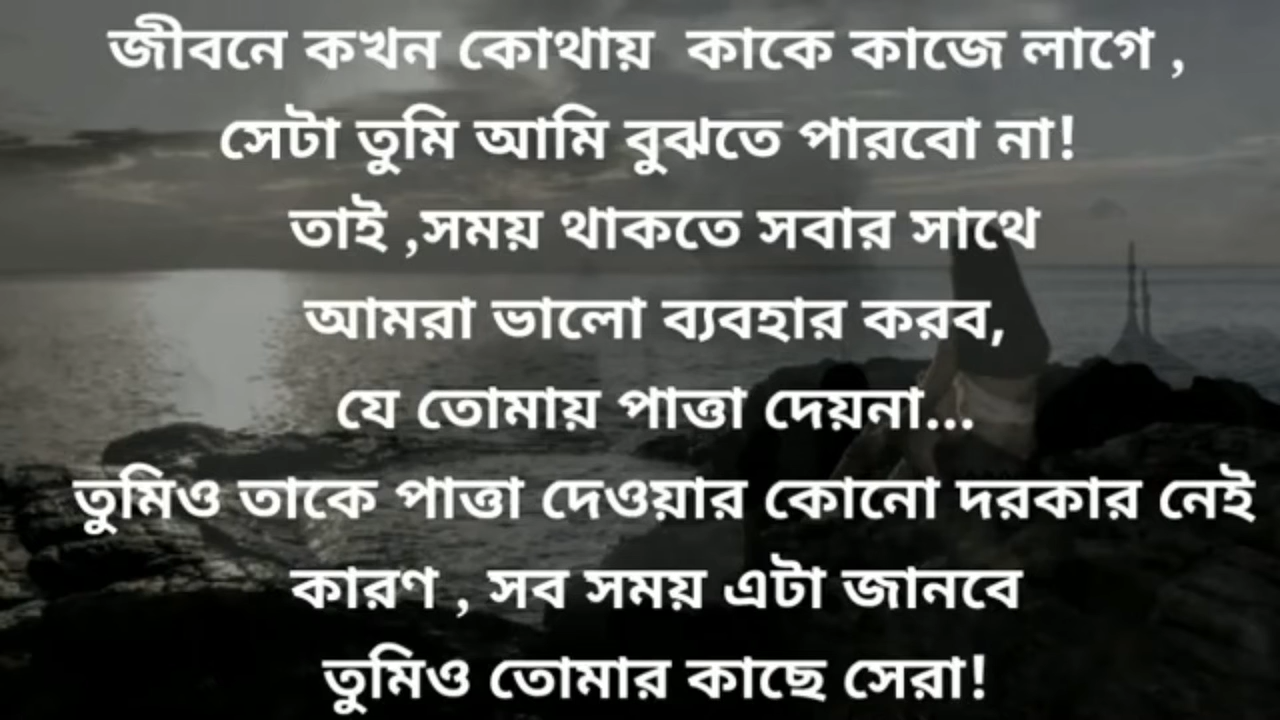 জীবনে কখন কোথায়  কাকে কাজে লাগে ,
সেটা তুমি আমি বুঝতে পারবো না!
তাই ,সময় থাকতে সবার সাথে
আমরা ভালো ব্যবহার করব,
যে তোমায় পাত্তা দেয়না...
তুমিও তাকে পাত্তা দেওয়ার কোনো দরকার নেই
কারণ , সব সময় এটা জানবে
তুমিও তোমার কাছে সেরা!